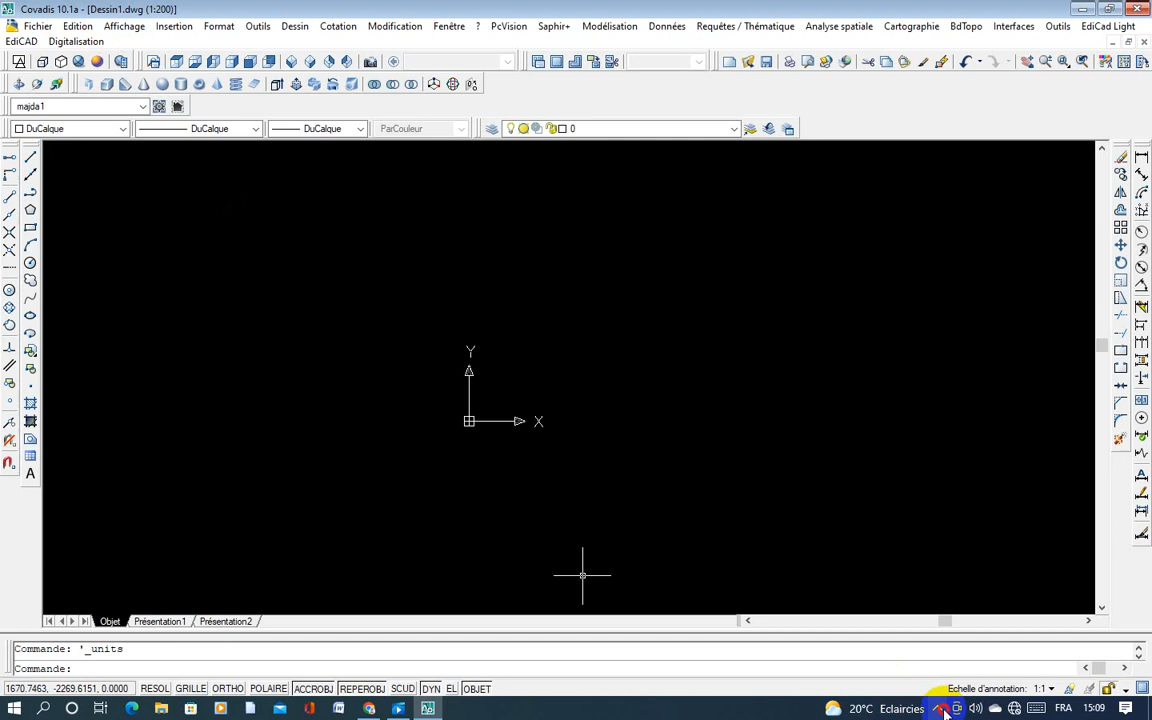 Covadis 10.1a - [Dessin1.dwg (1:200)]
Fichier Edition Affichage Insertion Format Outils Dessin Cotation Modification Fenêtre ? PcVision Saphir+ Modélisation Données Requêtes / Thématique Analyse spatiale Cartographie BdTopo Interfaces Outils EdiCad Light
EdiCAD Digitalisation
majda1
DuCalque DuCalque DuCalque ParCouleur 0
Y
X
A
Objet Présentation1 Présentation2
Commande: '_units
Commande:
1670.7463, -2269.6151, 0.0000 RESOL GRILLE ORTHO POLAIRE ACCROBJ REPEROBJ SCUD DYN EL OBJET Echelle d'annotation: 1:1
20°C Eclaircies FRA 15:09